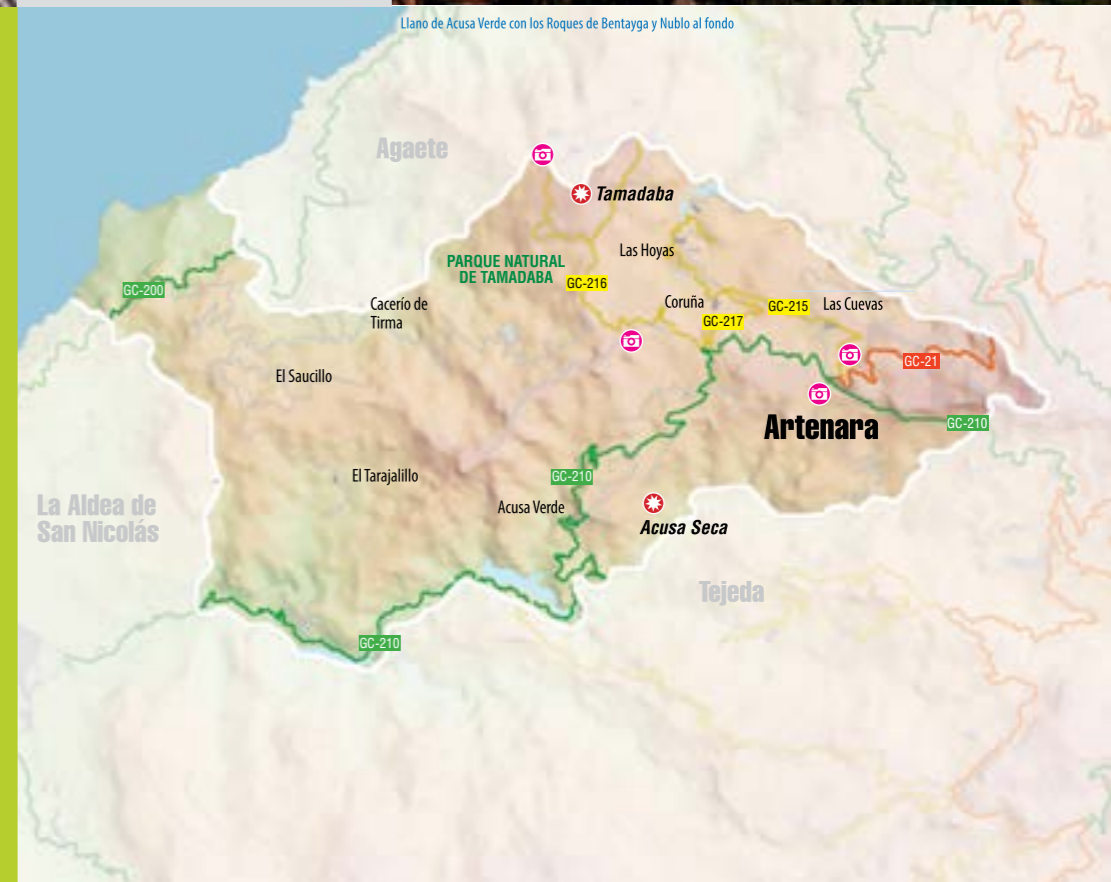 Llano de Acusa Verde con los Roques de Bentayga y Nublo al fondo
Agaete
Tamadaba
Las Hoyas
PARQUE NATURAL
DE TAMADABA
GC-216
GC-200
Cacerío de
Tirma
Coruña
GC-215
Las Cuevas
GC-217
GC-21
El Saucillo
Artenara
GC-210
El Tarajalillo
GC-210
La Aldea de
San Nicolás
Acusa Verde
Acusa Seca
Tejeda
GC-210